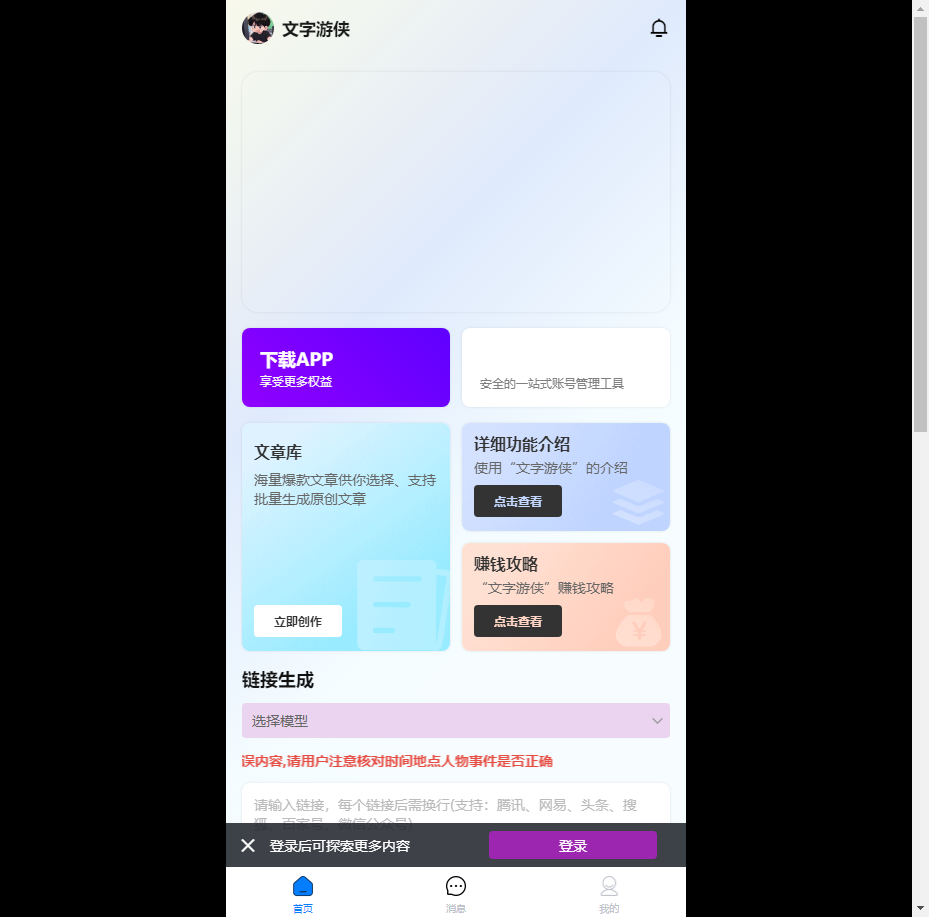 文字游侠
下载APP
享受更多权益
安全的一站式账号管理工具
文章库
海量爆款文章供你选择、支持
批量生成原创文章
立即创作
详细功能介绍
使用“文字游侠”的介绍
点击查看
赚钱攻略
“文字游侠”赚钱攻略
点击查看
链接生成
选择模型
误内容,请用户注意核对时间地点人物事件是否正确
请输入链接，每个链接后需换行(支持：腾讯、网易、头条、搜
狐、百家号、微信公众号)
登录后可探索更多内容
登录
首页
消息
我的